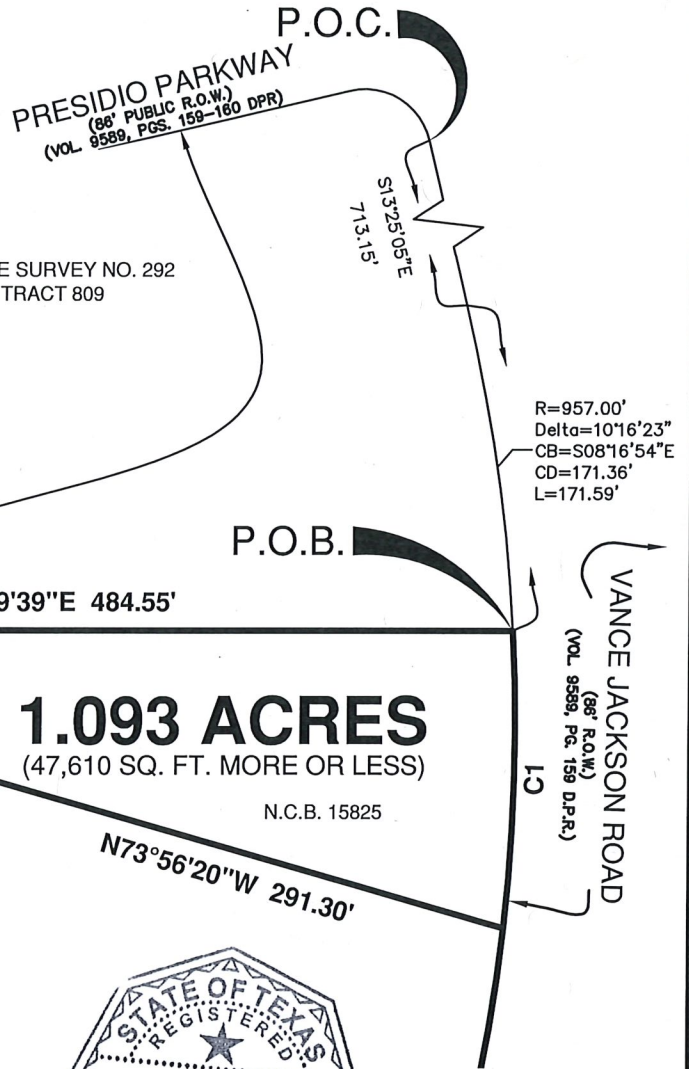 P.O.C.
PRESIDIO PARKWAY
(86' PUBLIC R.O.W.)
(VOL. 9589, PGS. 159-160 DPR)
S13°25'05"E
713.15'
E SURVEY NO. 292
TRACT 809
R=957.00'
Delta=10°16'23"
CB=S08°16'54"E
CD=171.36'
L=171.59'
P.O.B.
9'39"E 484.55'
VANCE JACKSON ROAD
(86' R.O.W.)
(VOL. 9589, PG. 159 D.P.R.)
1.093 ACRES
(47,610 SQ. FT. MORE OR LESS)
C1
N.C.B. 15825
N73°56'20"W 291.30'
STATE OF TEXAS
REGISTERED